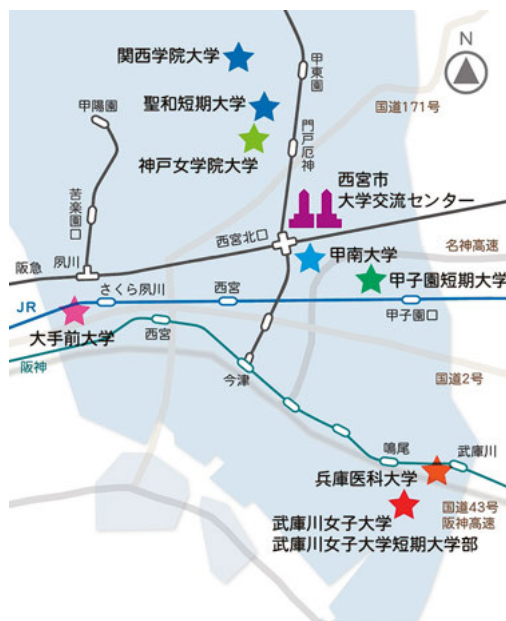 関西学院大学
甲東園
N
甲陽園
聖和短期大学
国道171号
神戸女学院大学
門戸厄神
苦楽園口
西宮市
大学交流センター
西宮北口
甲南大学
名神高速
阪急
夙川
甲子園短期大学
さくら夙川
西宮
JR
甲子園口
大手前大学
西宮
阪神
今津
国道2号
鳴尾
武庫川
兵庫医科大学
国道43号
阪神高速
武庫川女子大学
武庫川女子大学短期大学部